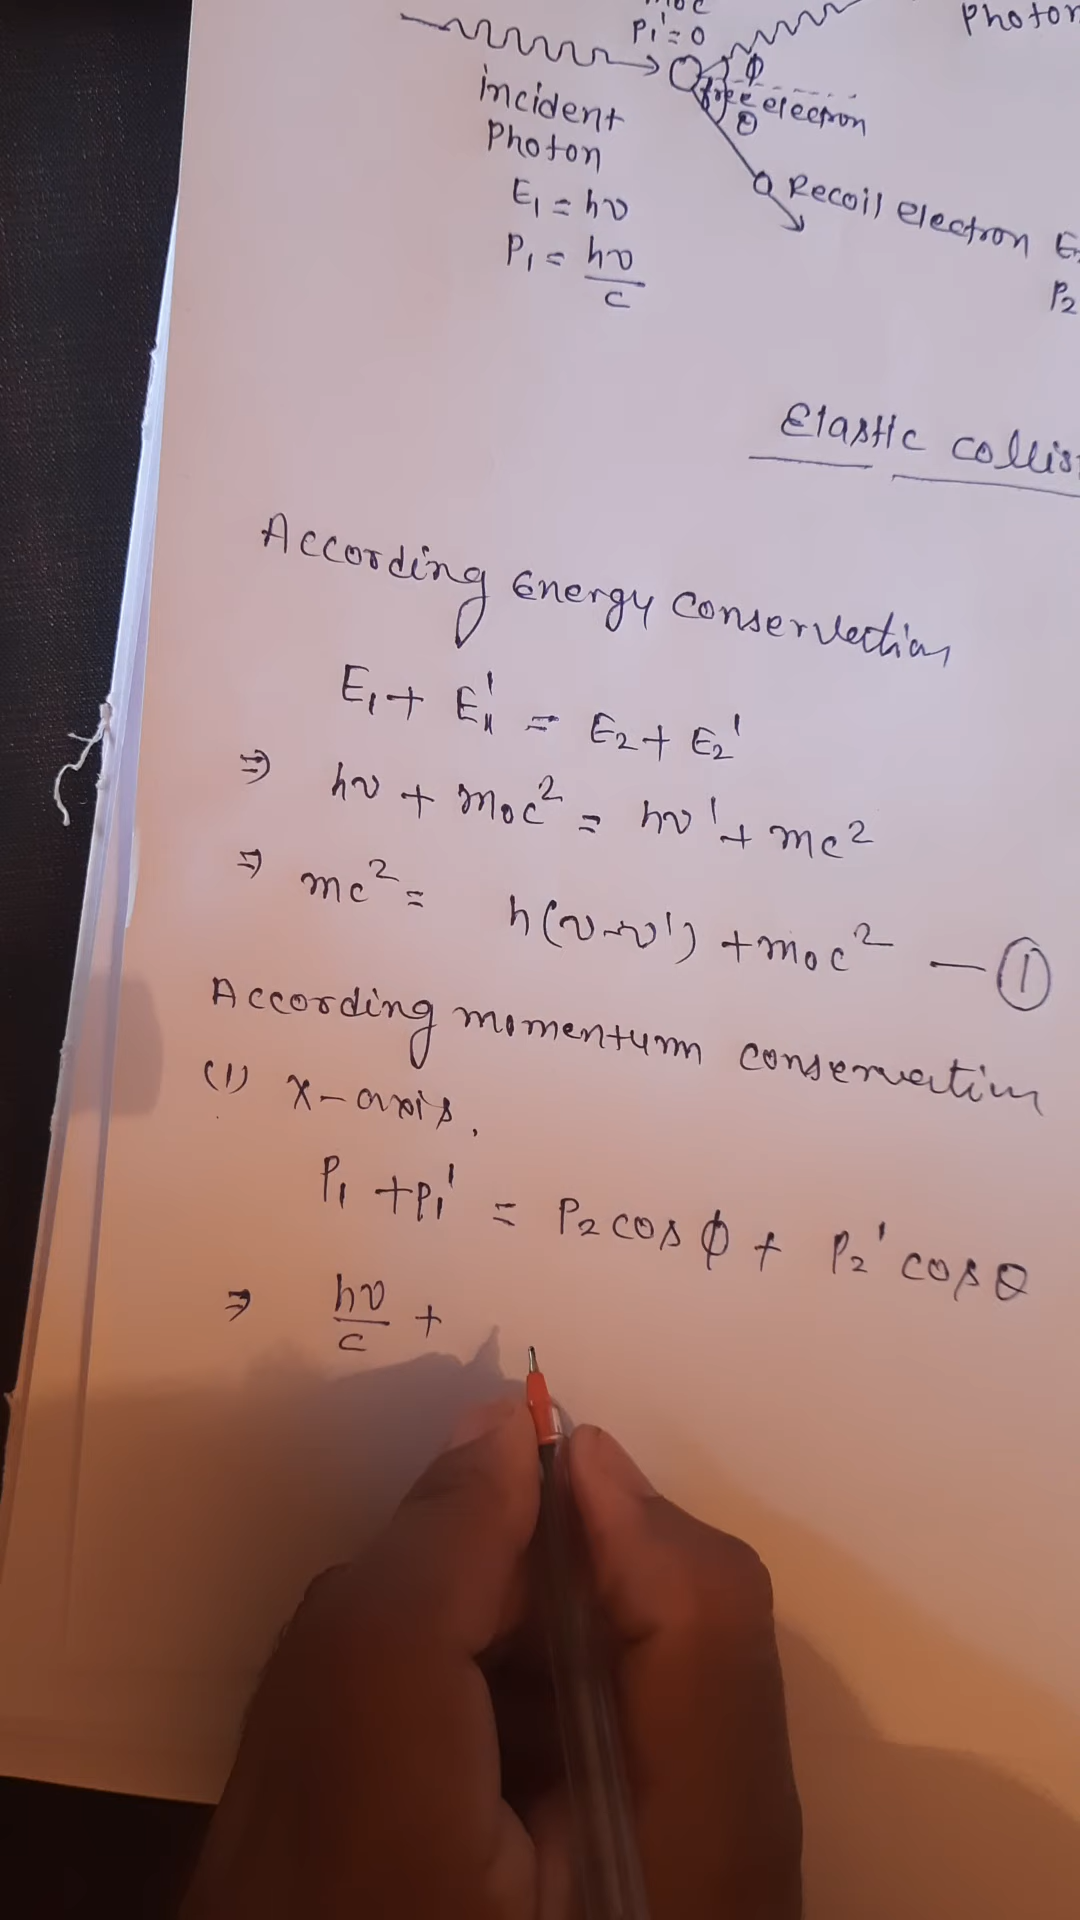 P₁' = 0
Photon
ϕ
free electron
θ
incident
Photon
E₁ = hν
P₁ = hν/c
Recoil electron
P₂
Elastic
According energy conservation
E₁ + E₁' = E₂ + E₂'
⇒ hν + m₀c² = hν' + mc²
⇒ mc² = h(ν-ν') + m₀c² — ①
According momentum conservation
(1) x-axis,
P₁ + P₁' = P₂ cos ϕ + P₂' cos θ
⇒ hν/c +